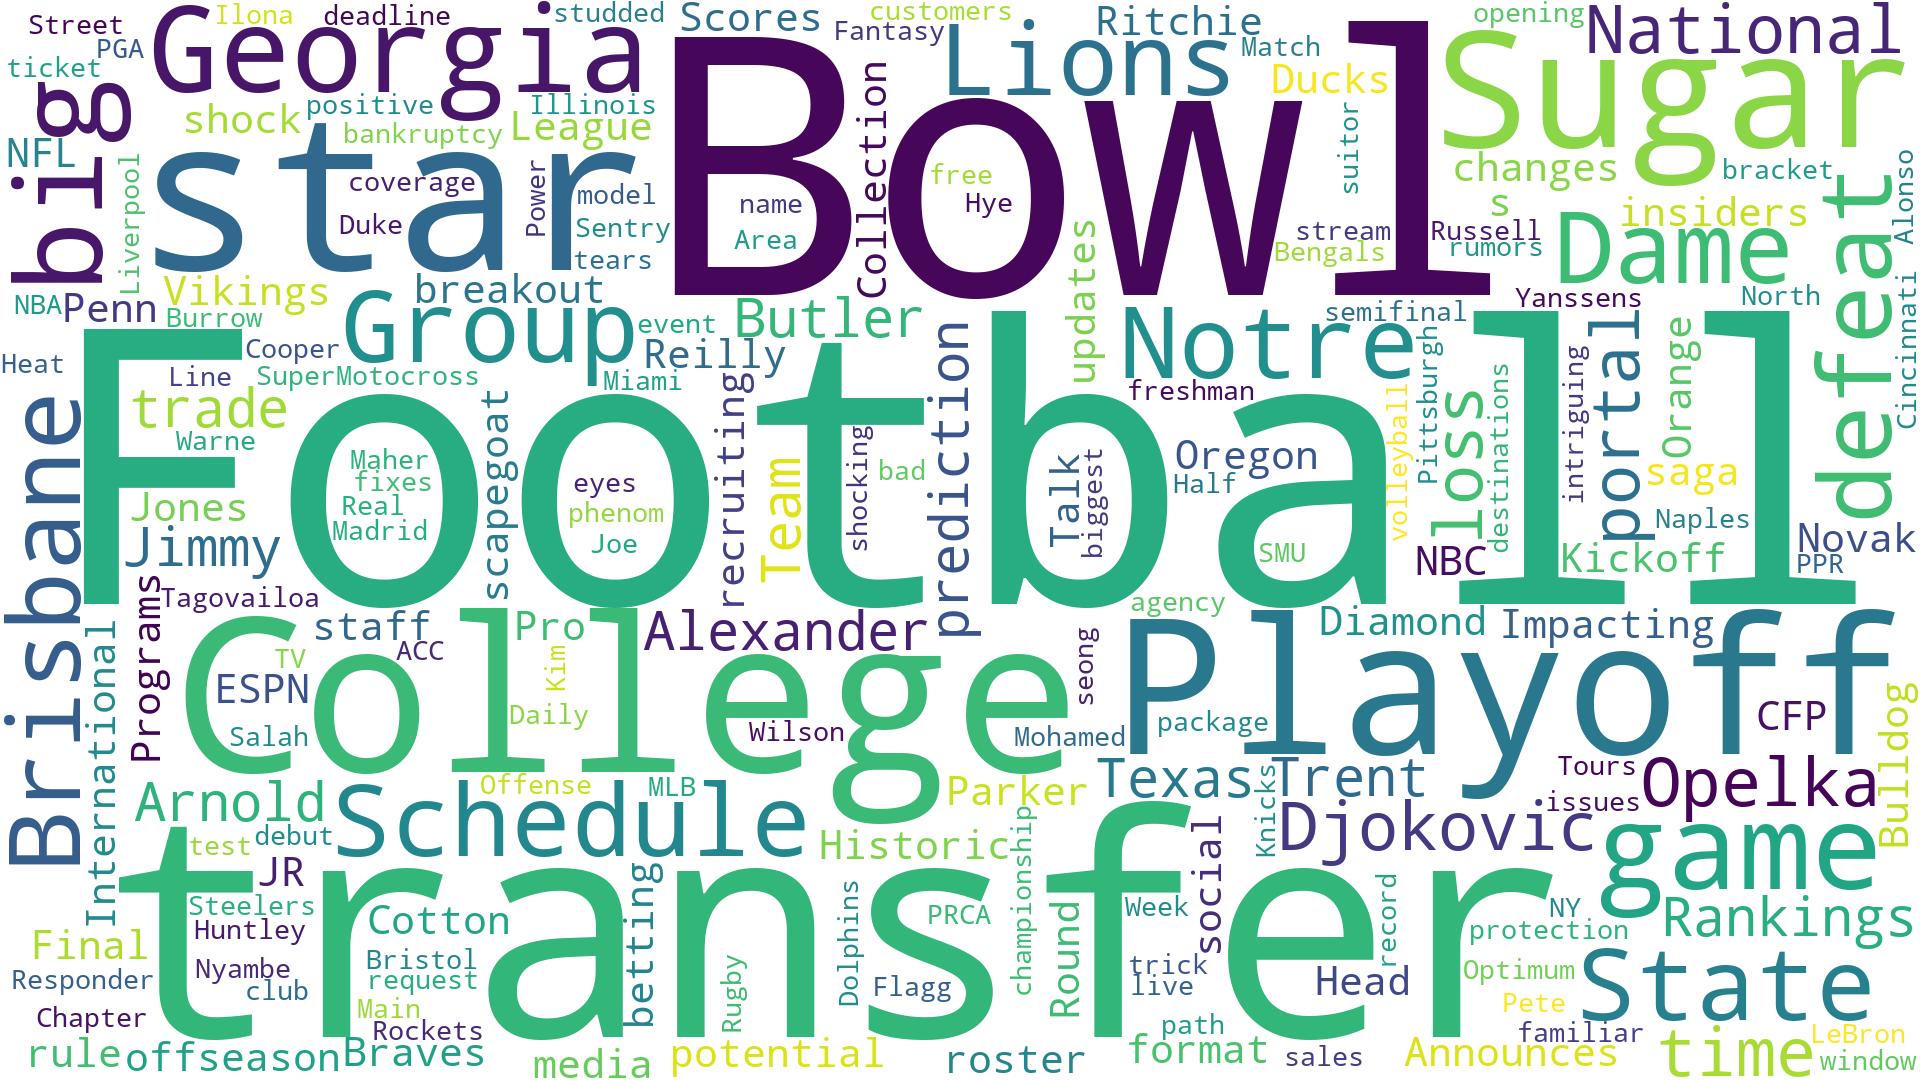 Street
Ilona
deadline
studded
Scores
customers
Fantasy
Ritchie
opening
National
PGA
Georgia
Bowl
Lions
Match
Sugar
ticket
big
positive
Illinois
Collection
Ducks
shock
bankruptcy
League
suitor
changes
bracket
Alonso
NFL
star
Liverpool
coverage
Power
model
free
name
Hye
s
insiders
defeat
Duke
Sentry
Area
stream
Russell
Dame
tears
Bengals
rumors
NBA
Penn
Vikings
breakout
updates
Yanssens
North
Cincinnati
Burrow
Group
event
Butler
Notre
semifinal
portal
Orange
Heat
Cooper
Reilly
prediction
Pittsburgh
intriguing
Line
SuperMotocross
Miami
freshman
Football
trade
scapegoat
recruiting
volleyball
loss
destinations
Brisbane
Warne
Maher
shocking
bad
Talk
biggest
Oregon
saga
Jones
fixes
Real
Madrid
eyes
phenom
Joe
Team
Half
Naples
Jimmy
SMU
NBC
Kickoff
Novak
PPR
Tagovailoa
agency
Programs
staff
Pro
Alexander
Diamond
Impacting
International
ACC
TV
Kim
seong
College
Playoff
ESPN
Daily
Salah
Wilson
Mohamed
package
CFP
Bulldog
Arnold
Offense
MLB
Parker
Texas
Trent
Tours
Opelka
issues
Schedule
championship
Knicks
test
debut
Historic
social
Djokovic
game
transfer
JR
betting
Dolphins
record
Steelers
Cotton
PRCA
Round
Week
NY
Rankings
Final
Huntley
protection
Responder
Nyambe
Bristol
request
club
Rugby
Flagg
trick
live
Head
Optimum
State
Chapter
Main
Rockets
path
Pete
familiar
LeBron
rule
offseason
Braves
media
potential
roster
format
sales
Announces
time
window